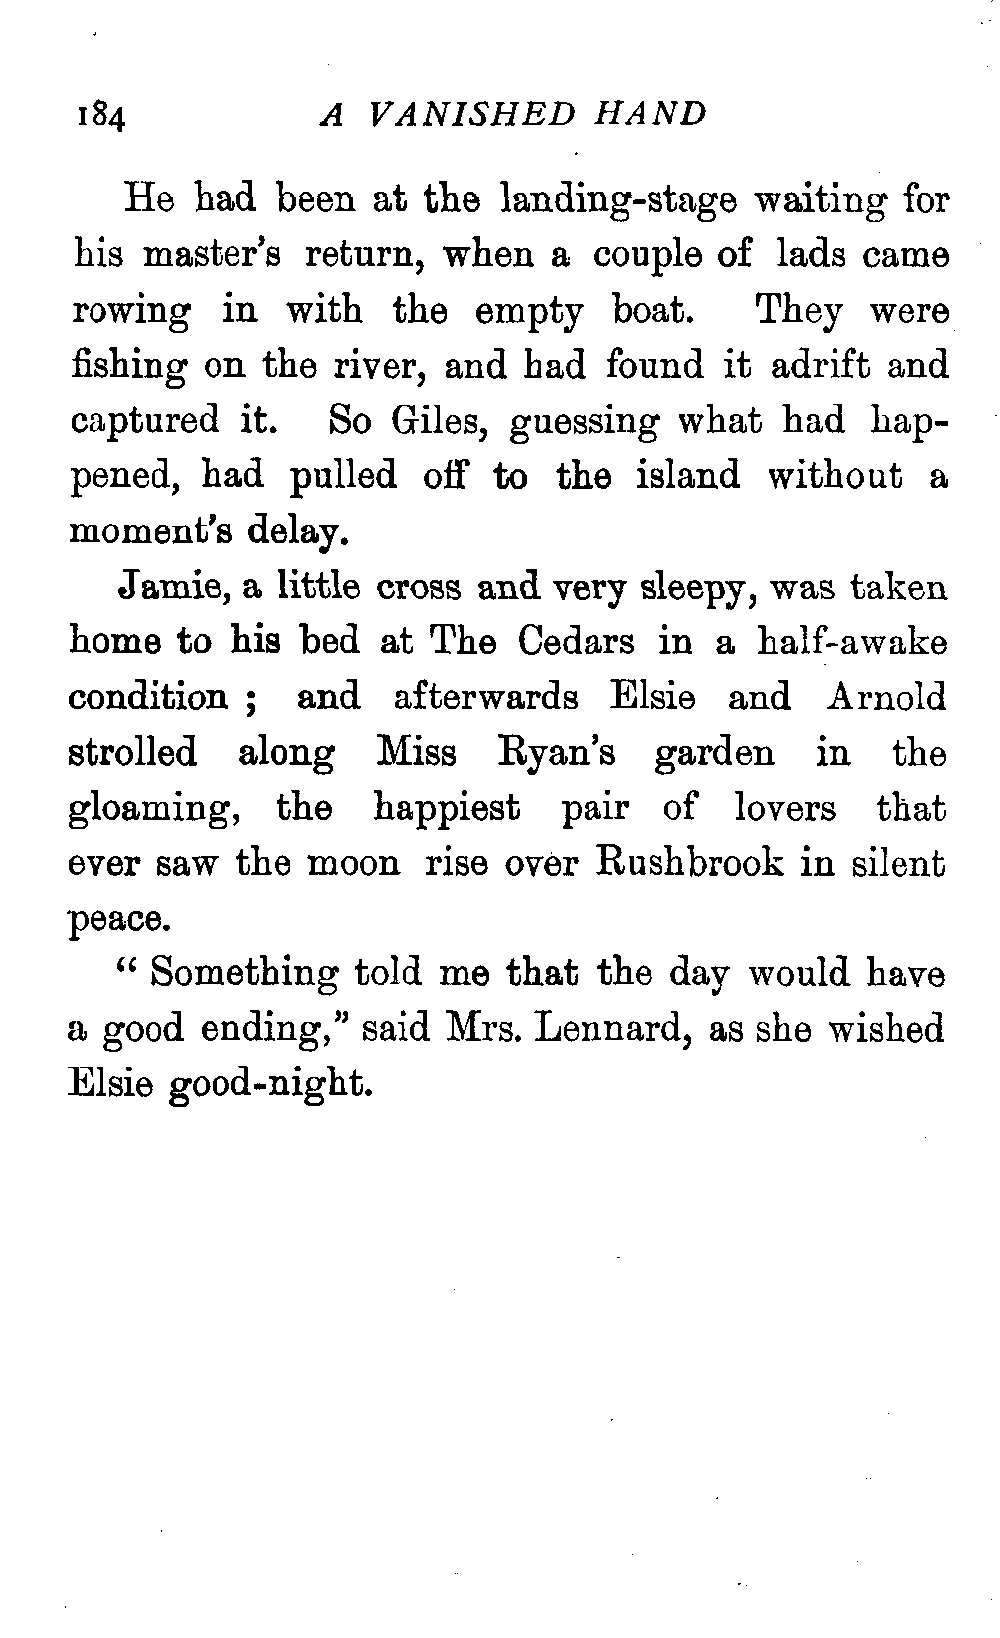 184 A VANISHED HAND
He had been at the landing-stage waiting for
his master's return, when a couple of lads came
rowing in with the empty boat. They were
fishing on the river, and had found it adrift and
captured it. So Giles, guessing what had hap-
pened, had pulled off to the island without a
moment's delay.
Jamie, a little cross and very sleepy, was taken
home to his bed at The Cedars in a half-awake
condition ; and afterwards Elsie and Arnold
strolled along Miss Ryan's garden in the
gloaming, the happiest pair of lovers that
ever saw the moon rise over Rushbrook in silent
peace.
“ Something told me that the day would have
a good ending,” said Mrs. Lennard, as she wished
Elsie good-night.